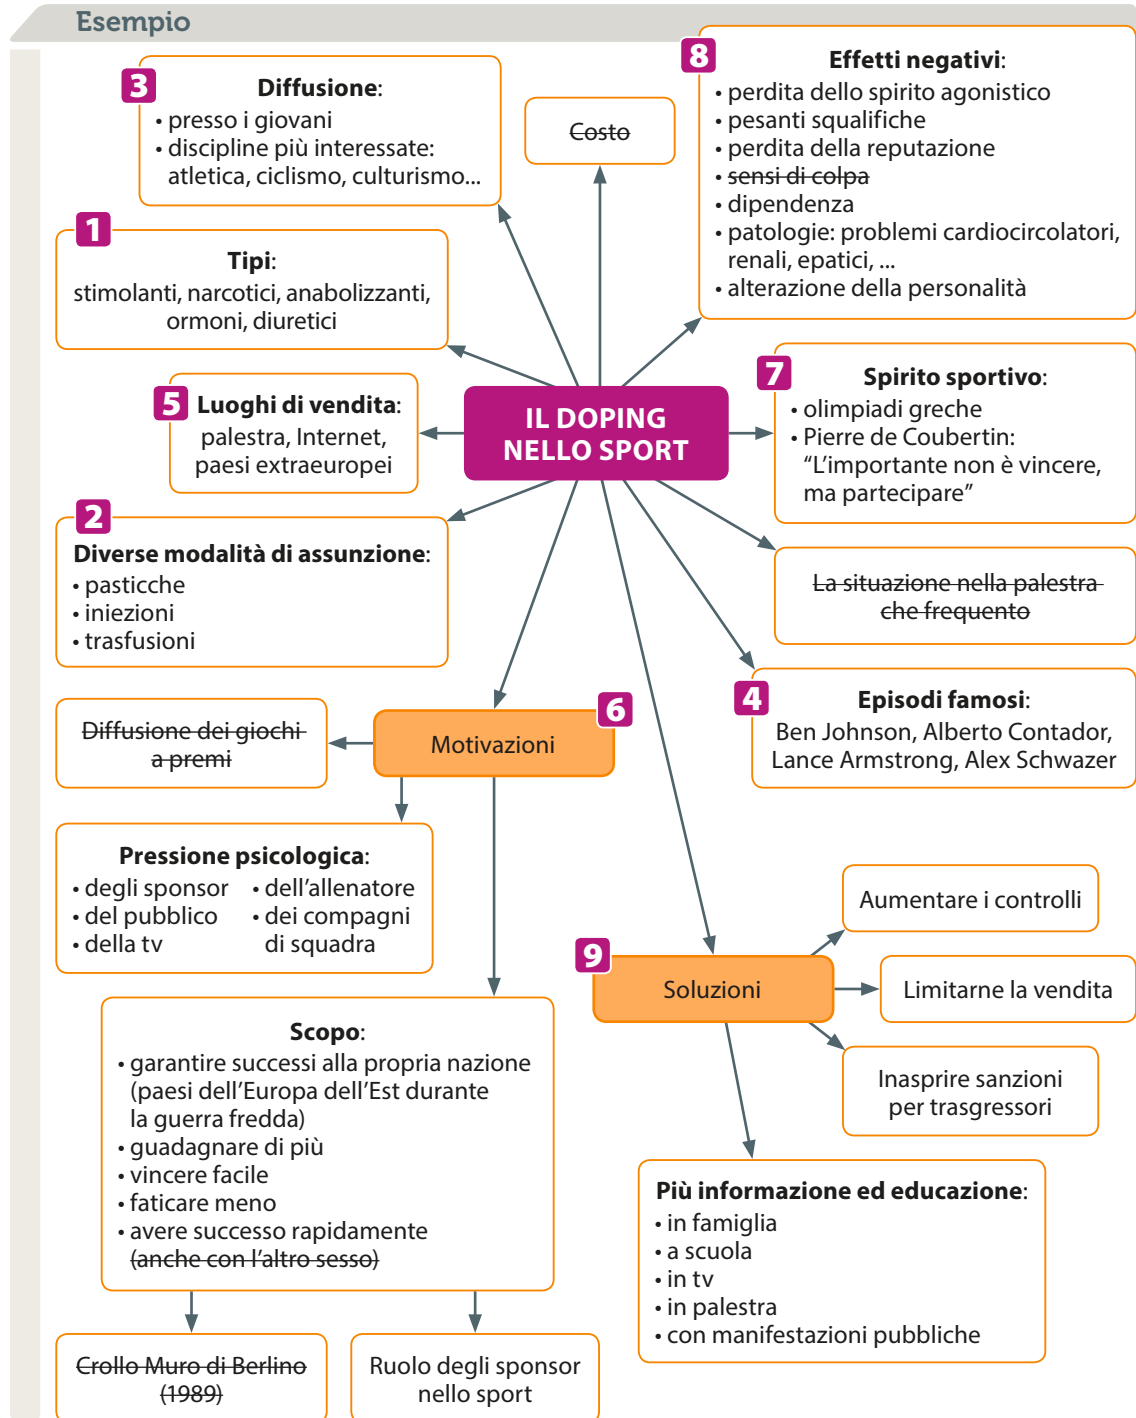 Esempio
3
Diffusione:
• presso i giovani
• discipline più interessate:
atletica, ciclismo, culturismo...
Costo
8
Effetti negativi:
• perdita dello spirito agonistico
• pesanti squalifiche
• perdita della reputazione
• sensi di colpa
• dipendenza
• patologie: problemi cardiocircolatori,
renali, epatici, ...
• alterazione della personalità
1
Tipi:
stimolanti, narcotici, anabolizzanti,
ormoni, diuretici
5
Luoghi di vendita:
palestra, Internet,
paesi extraeuropei
IL DOPING
NELLO SPORT
7
Spirito sportivo:
• olimpiadi greche
• Pierre de Coubertin:
“L’importante non è vincere,
ma partecipare”
2
Diverse modalità di assunzione:
• pasticche
• iniezioni
• trasfusioni
La situazione nella palestra
che frequento
4
Episodi famosi:
Ben Johnson, Alberto Contador,
Lance Armstrong, Alex Schwazer
Diffusione dei giochi
a premi
6
Motivazioni
Pressione psicologica:
• degli sponsor
• del pubblico
• della tv
• dell’allenatore
• dei compagni
di squadra
9
Soluzioni
Aumentare i controlli
Limitarne la vendita
Inasprire sanzioni
per trasgressori
Scopo:
• garantire successi alla propria nazione
(paesi dell’Europa dell’Est durante
la guerra fredda)
• guadagnare di più
• vincere facile
• faticare meno
• avere successo rapidamente
(anche con l’altro sesso)
Più informazione ed educazione:
• in famiglia
• a scuola
• in tv
• in palestra
• con manifestazioni pubbliche
Crollo Muro di Berlino
(1989)
Ruolo degli sponsor
nello sport